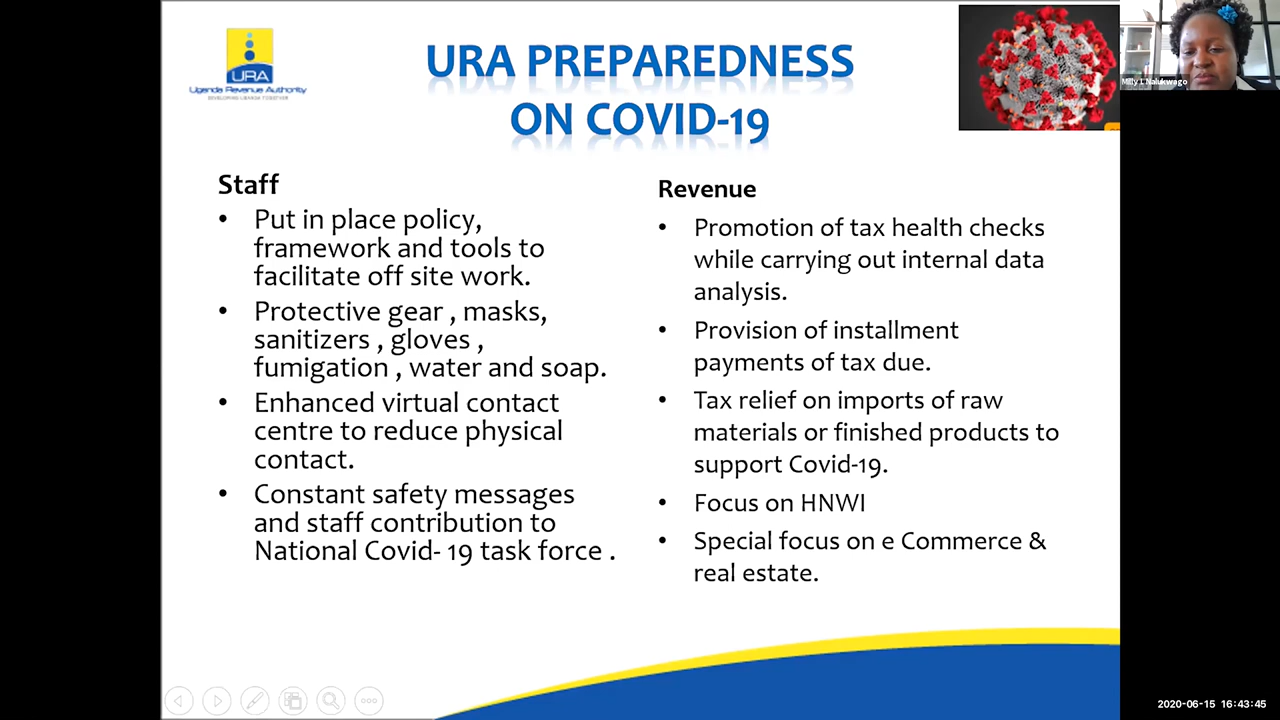 URA
Uganda Revenue Authority
DEVELOPING UGANDA TOGETHER
URA PREPAREDNESS
ON COVID-19
Milly I. Nalukwago
Staff
• Put in place policy,
framework and tools to
facilitate off site work.
• Protective gear , masks,
sanitizers , gloves ,
fumigation , water and soap.
• Enhanced virtual contact
centre to reduce physical
contact.
• Constant safety messages
and staff contribution to
National Covid- 19 task force .
Revenue
• Promotion of tax health checks
while carrying out internal data
analysis.
• Provision of installment
payments of tax due.
• Tax relief on imports of raw
materials or finished products to
support Covid-19.
• Focus on HNWI
• Special focus on e Commerce &
real estate.
2020-06-15 16:43:45